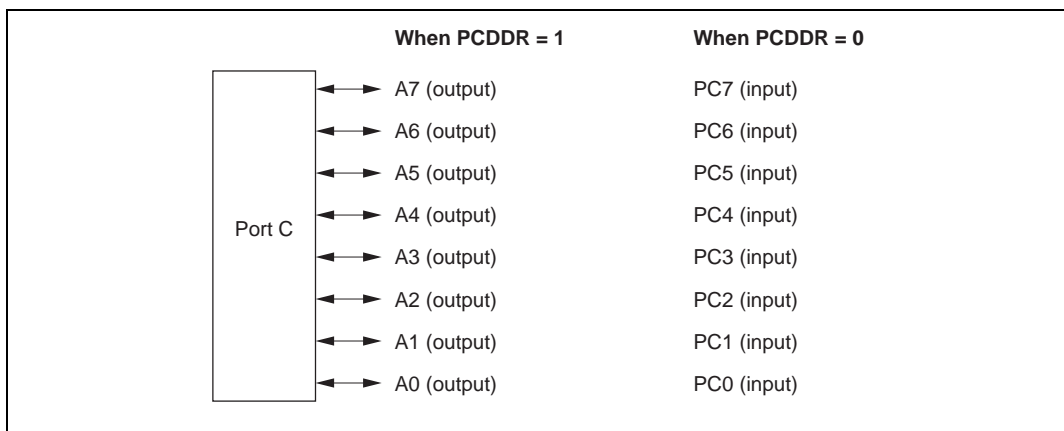 When PCDDR = 1 When PCDDR = 0
A7 (output) PC7 (input)
A6 (output) PC6 (input)
A5 (output) PC5 (input)
A4 (output) PC4 (input)
Port C
A3 (output) PC3 (input)
A2 (output) PC2 (input)
A1 (output) PC1 (input)
A0 (output) PC0 (input)